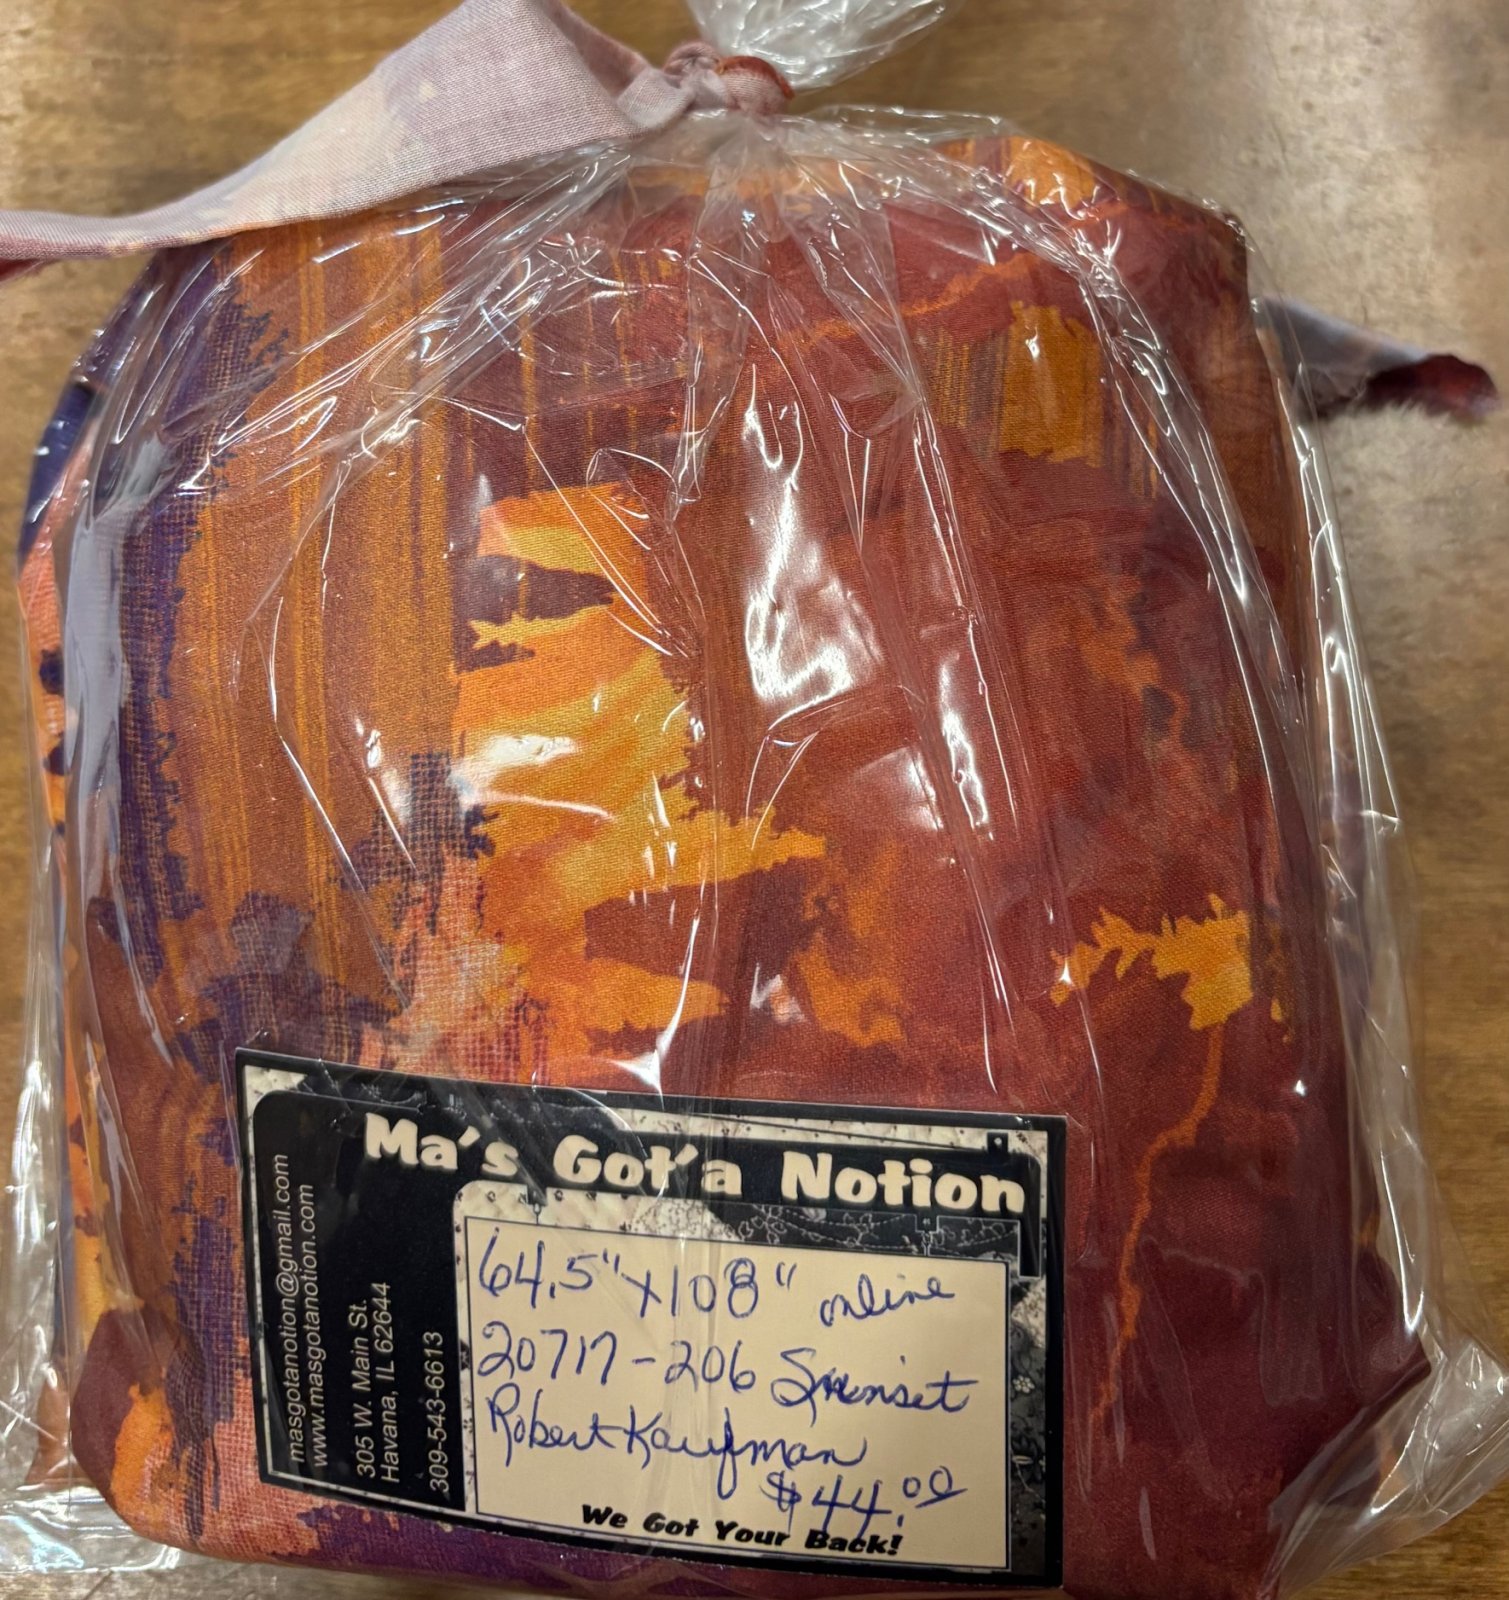 Ma's Got'a Notion
masgotanotion@gmail.com
www.masgotanotion.com
305 W. Main St.
Havana, IL 62644
309-543-6613
64.5" x 108" online
20717-206 Sunset
Robert Kaufman
$44.00
We Got Your Back!